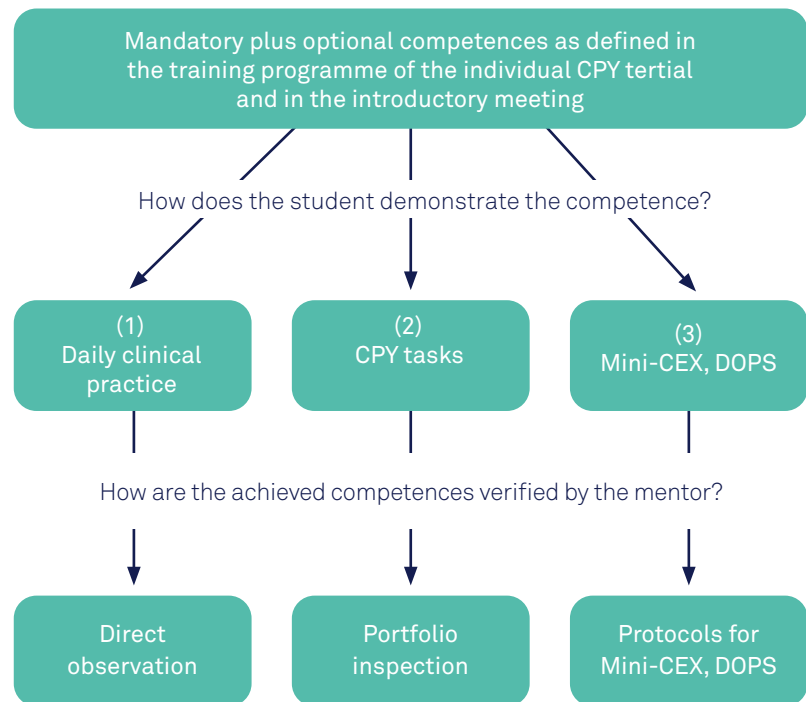 Mandatory plus optional competences as defined in
the training programme of the individual CPY tertial
and in the introductory meeting
How does the student demonstrate the competence?
(1)
Daily clinical
practice
(2)
CPY tasks
(3)
Mini-CEX, DOPS
How are the achieved competences verified by the mentor?
Direct
observation
Portfolio
inspection
Protocols for
Mini-CEX, DOPS